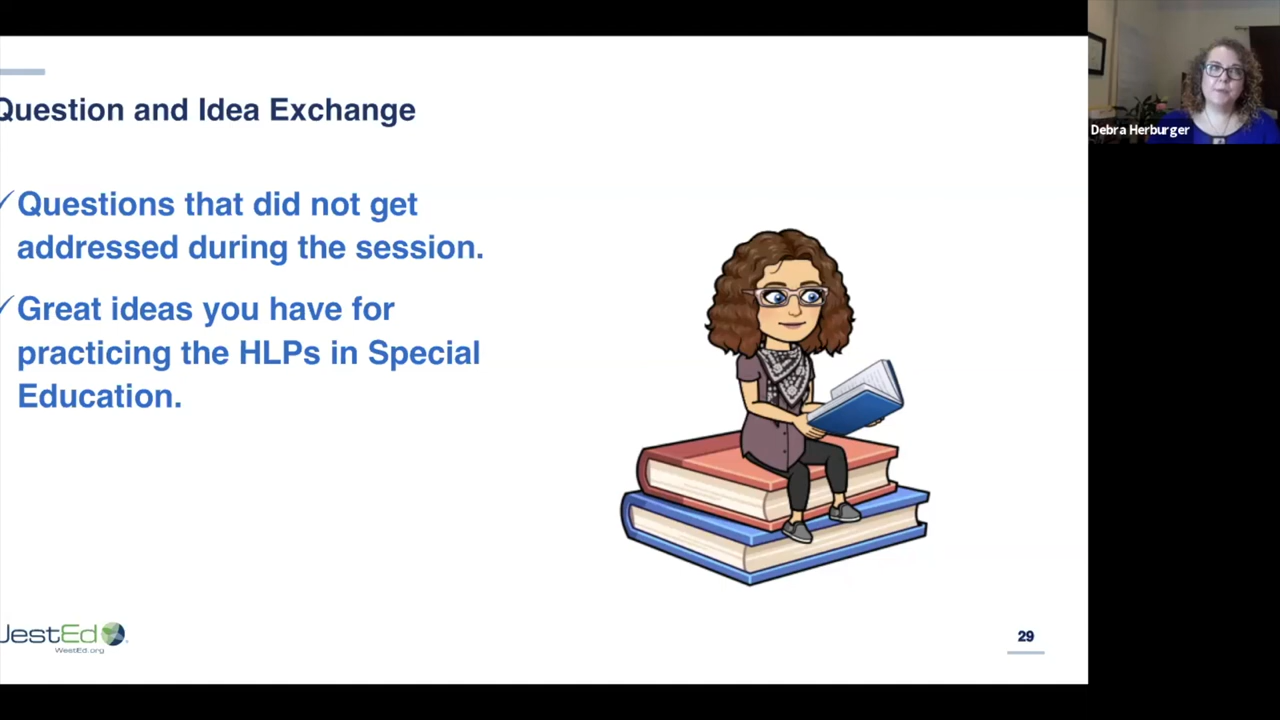 Question and Idea Exchange
Questions that did not get
addressed during the session.
Great ideas you have for
practicing the HLPs in Special
Education.
Debra Herburger
estEd
WestEd.org
29